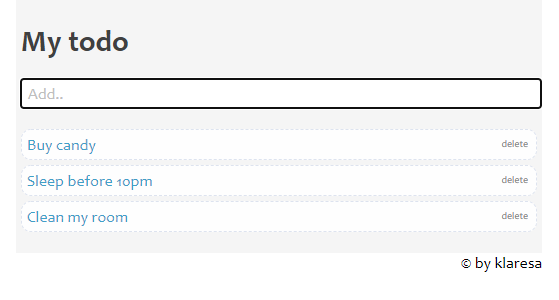 My todo
Add..
Buy candy delete
Sleep before 10pm delete
Clean my room delete
© by klaresa